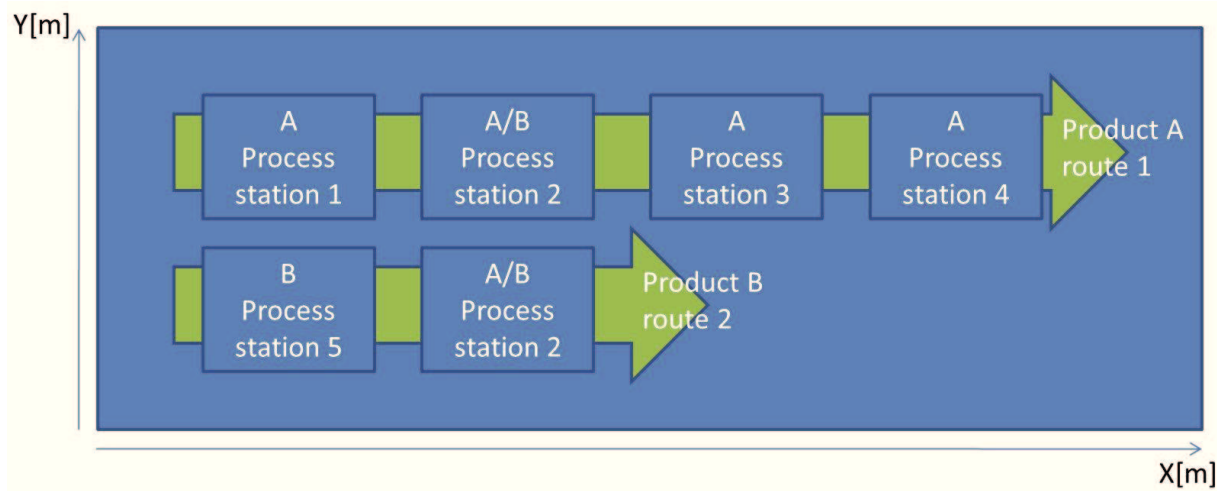 Y[m]
A
Process
station 1
A/B
Process
station 2
A
Process
station 3
A
Process
station 4
Product A
route 1
B
Process
station 5
A/B
Process
station 2
Product B
route 2
X[m]